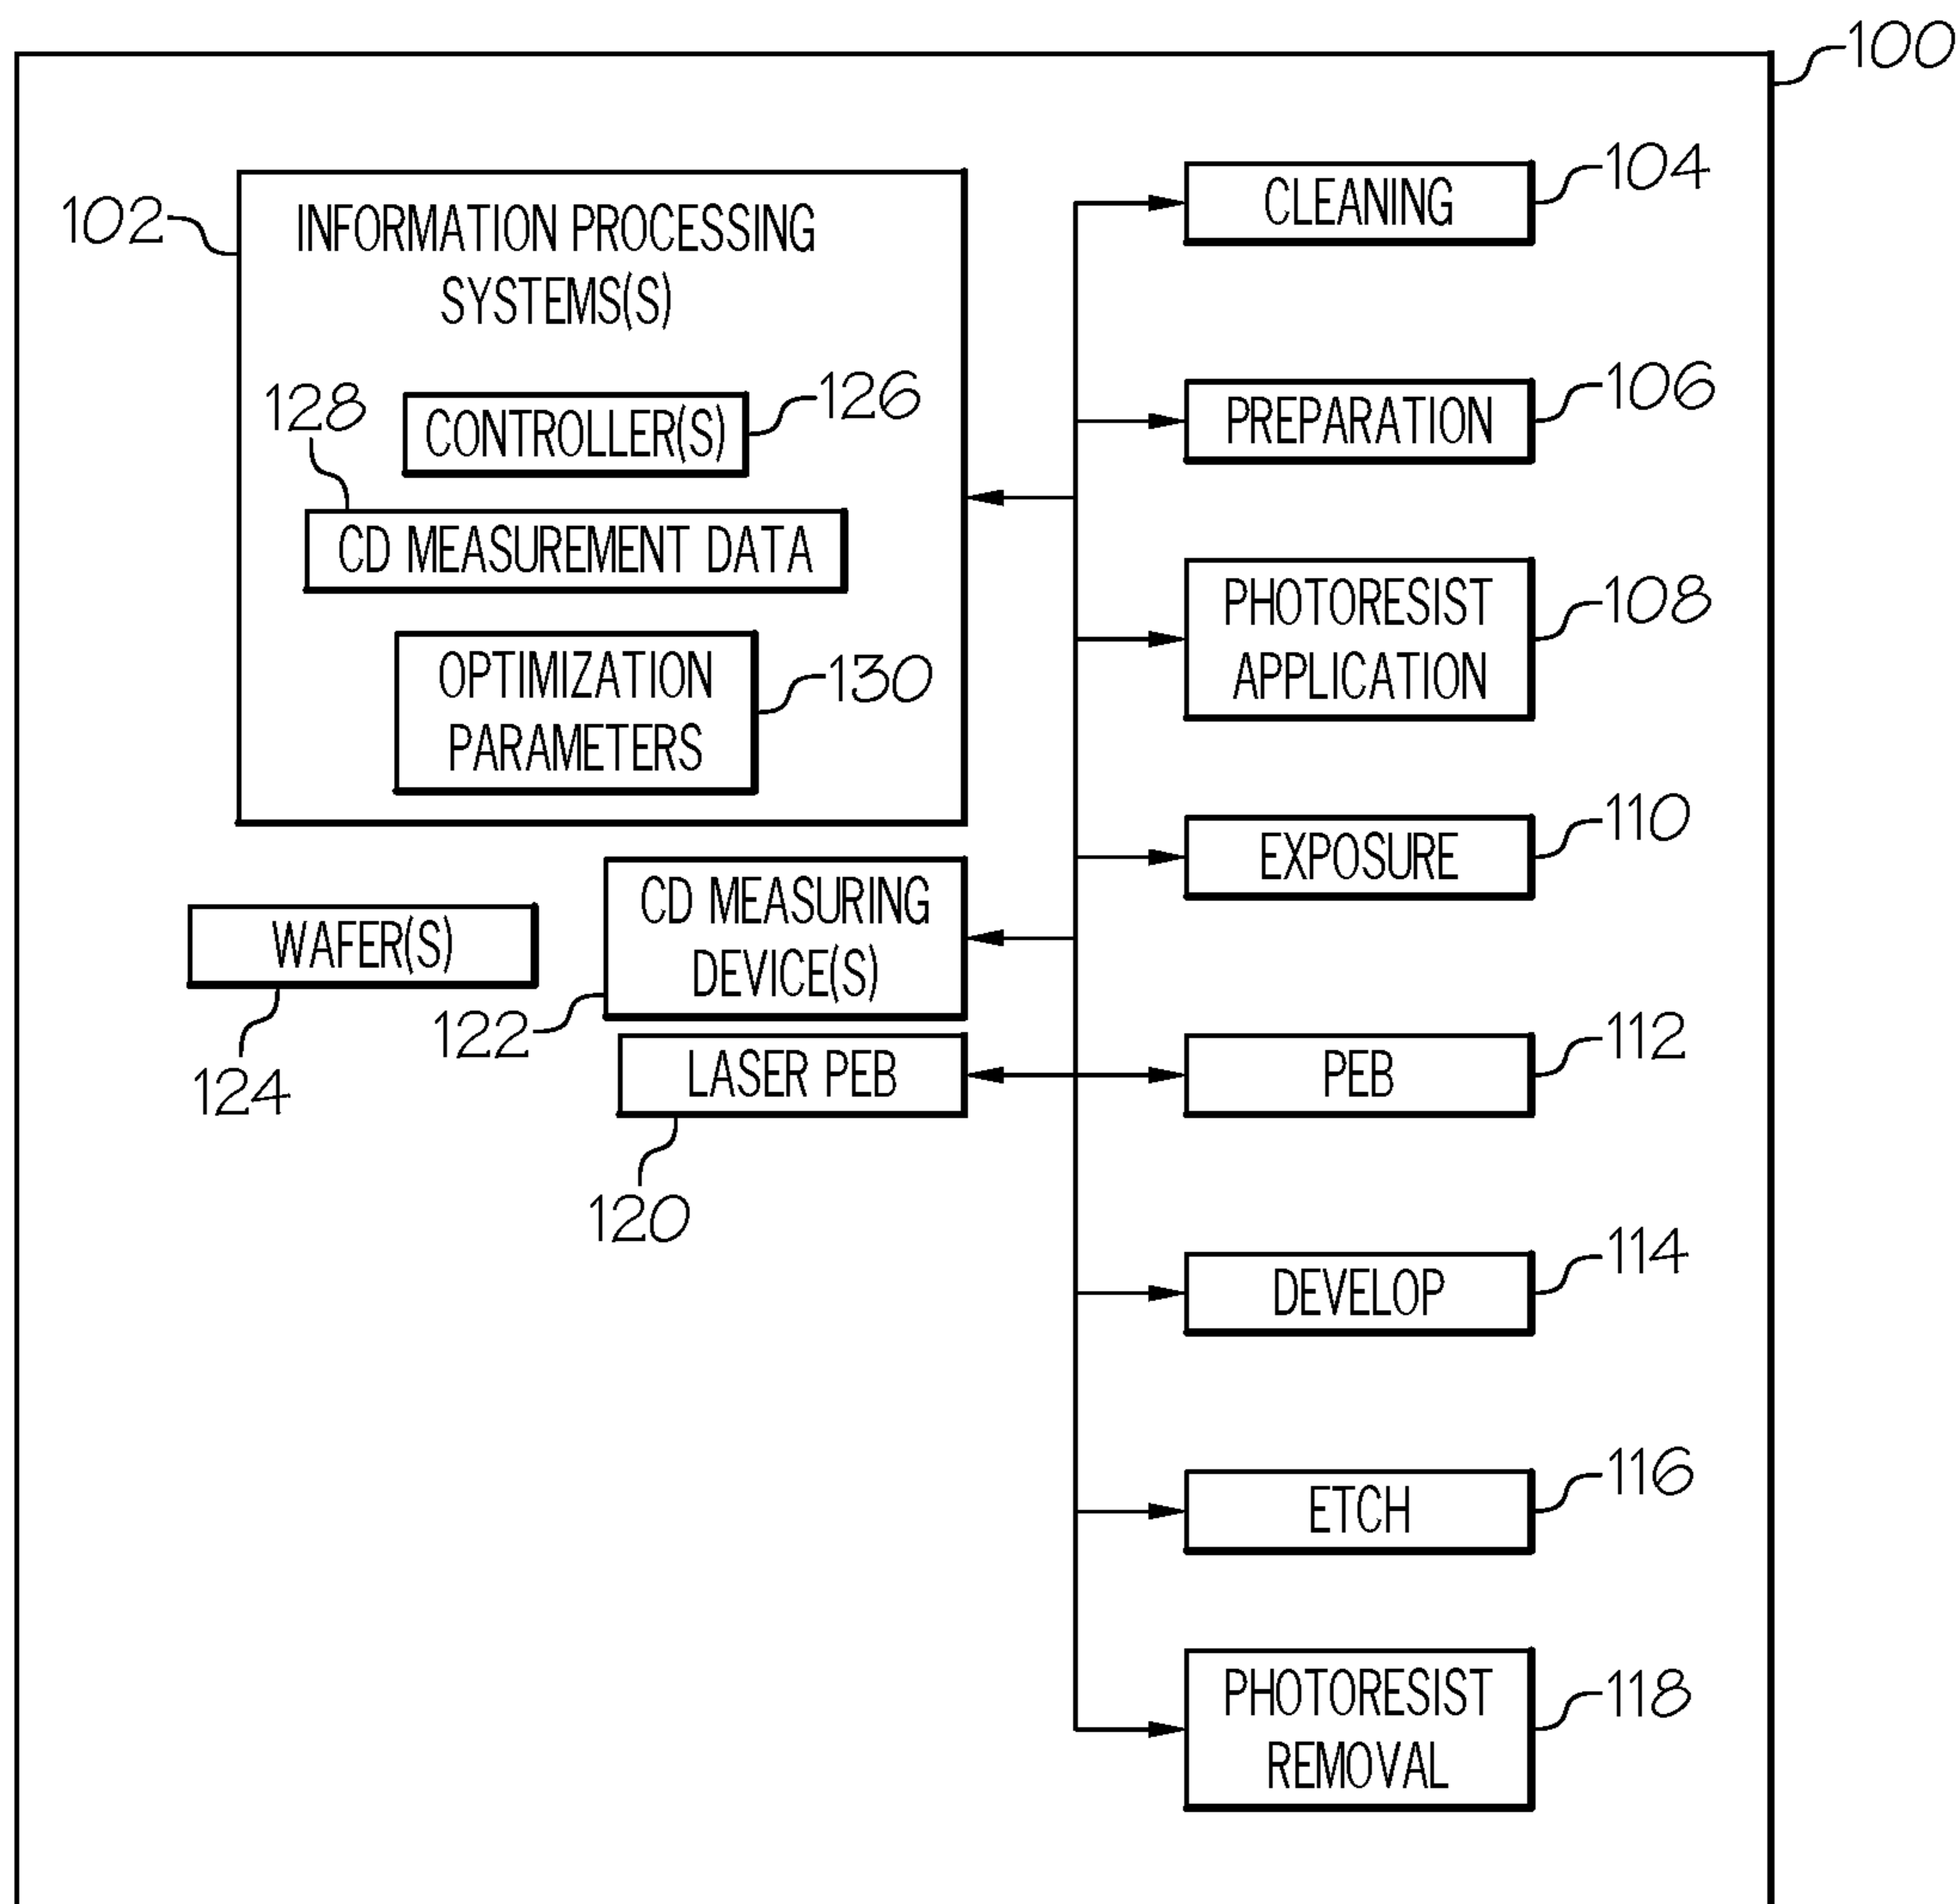 100
102
INFORMATION PROCESSING
SYSTEMS(S)
128
CONTROLLER(S)
126
CD MEASUREMENT DATA
OPTIMIZATION
PARAMETERS
130
WAFER(S)
124
CD MEASURING
DEVICE(S)
122
LASER PEB
120
CLEANING
104
PREPARATION
106
PHOTORESIST
APPLICATION
108
EXPOSURE
110
PEB
112
DEVELOP
114
ETCH
116
PHOTORESIST
REMOVAL
118